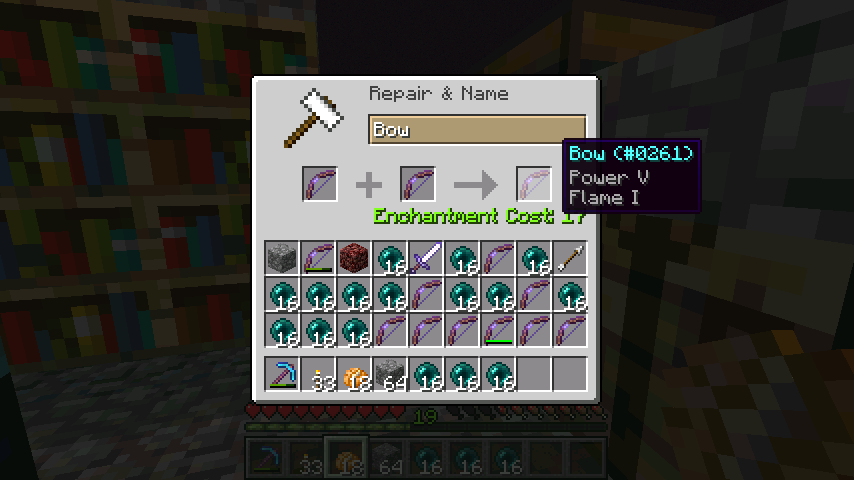 Repair & Name
Bow
Bow (#0261)
Power V
Flame I
Enchantment Cost: 17
16 16 16
16 16 16 16 16 16 16
16 16 16
33 18 64 16 16 16
19
33 18 64 16 16 16